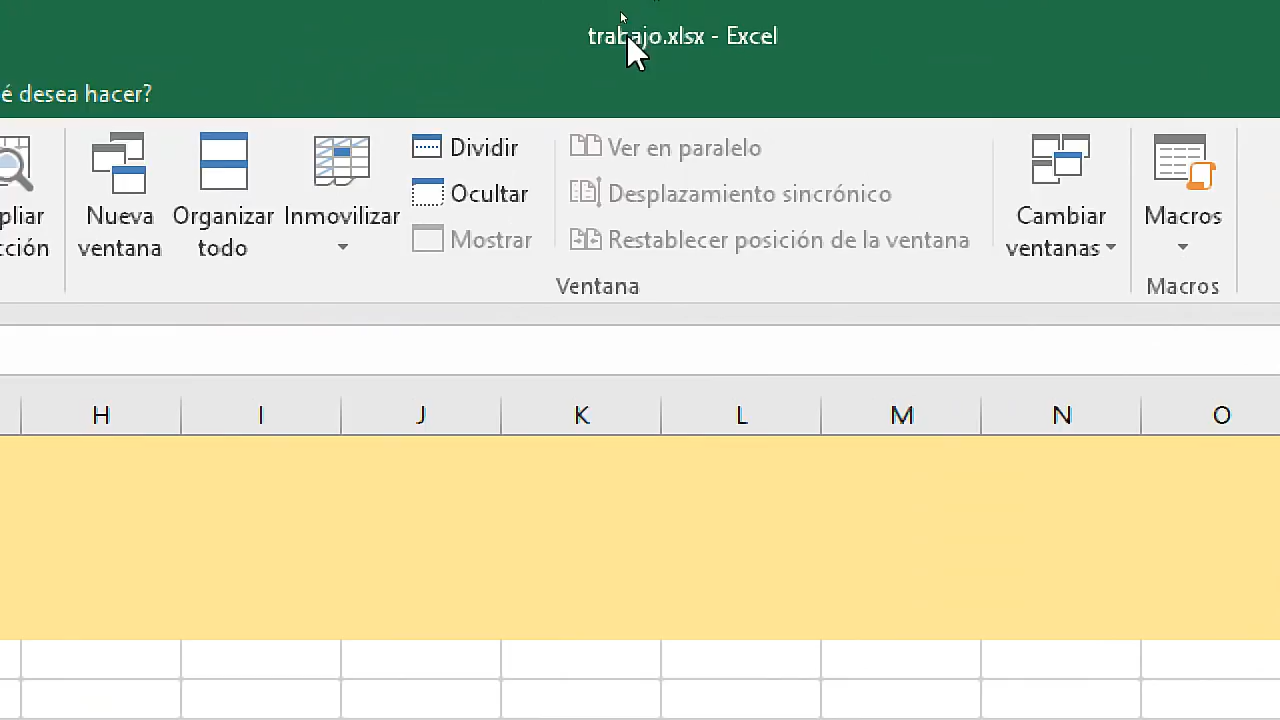 trabajo.xlsx - Excel
é desea hacer?
pliar
cción
Nueva
ventana
Organizar
todo
Inmovilizar
Dividir
Ocultar
Mostrar
Ver en paralelo
Desplazamiento sincrónico
Restablecer posición de la ventana
Cambiar
ventanas
Macros
Ventana
Macros
H I J K L M N O